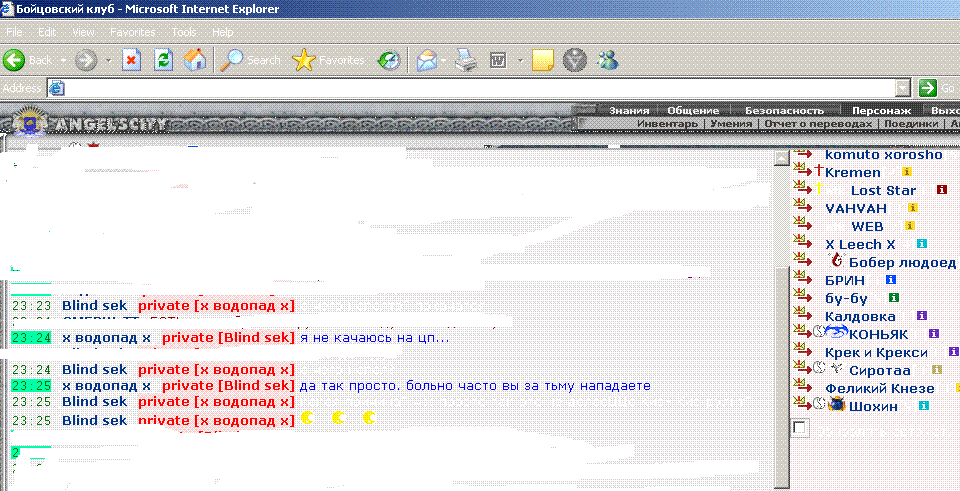 Бойцовский клуб - Microsoft Internet Explorer
File Edit View Favorites Tools Help
Back Search Favorites
Address Go
Знания Общение Безопасность Персонаж
ANGELSCITY
Инвентарь | Умения | Отчет о переводах | Поединки |
komuto xorosho
Kremen
Lost Star
VAHVAH
WEB
X Leech X
Бобер людоед
БРИН
бу-бу
Калдовка
КОНЬЯК
Крек и Крекси
Сиротаа
Феликий Кнезе
Шохин
23:23 Blind sek private [х водопад х]
23:24 х водопад х private [Blind sek] я не качаюсь на цп...
23:24 Blind sek private [х водопад х]
23:25 х водопад х private [Blind sek] да так просто. больно часто вы за тьму нападаете
23:25 Blind sek private [х водопад х]
23:25 Blind sek private [х водопад х]